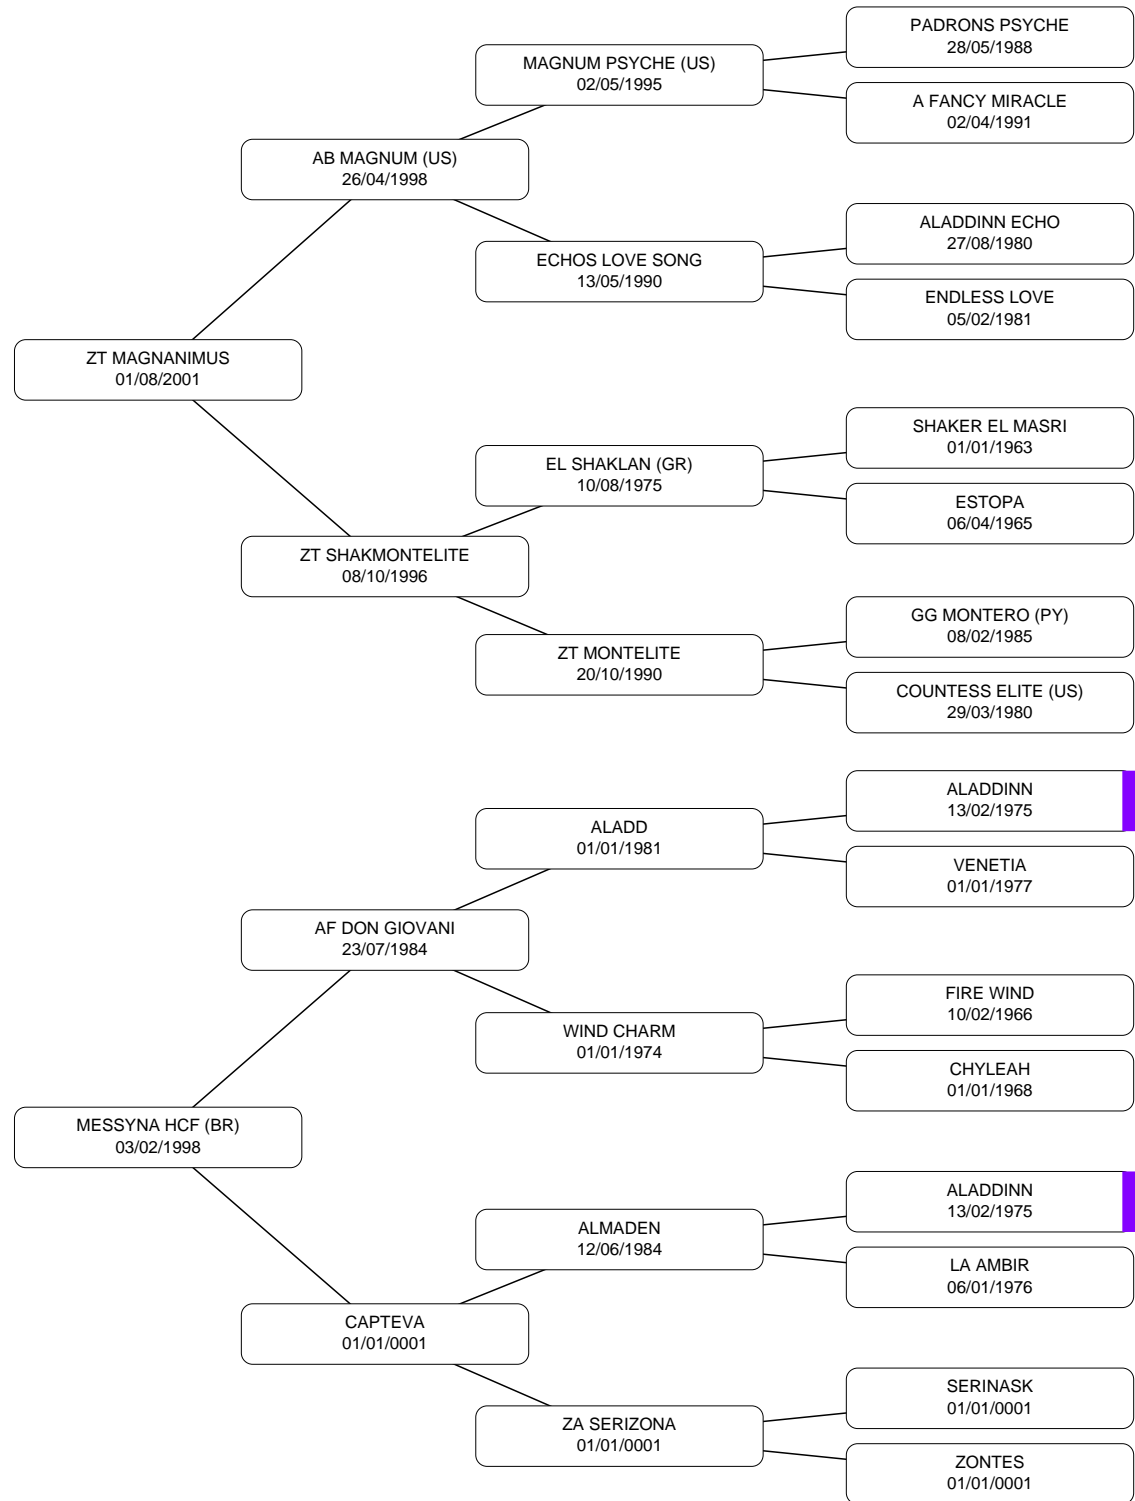 PADRONS PSYCHE
28/05/1988
MAGNUM PSYCHE (US)
02/05/1995
A FANCY MIRACLE
02/04/1991
AB MAGNUM (US)
26/04/1998
ALADDINN ECHO
27/08/1980
ECHOS LOVE SONG
13/05/1990
ENDLESS LOVE
05/02/1981
ZT MAGNANIMUS
01/08/2001
SHAKER EL MASRI
01/01/1963
EL SHAKLAN (GR)
10/08/1975
ESTOPA
06/04/1965
ZT SHAKMONTELITE
08/10/1996
GG MONTERO (PY)
08/02/1985
ZT MONTELITE
20/10/1990
COUNTESS ELITE (US)
29/03/1980
ALADDINN
13/02/1975
ALADD
01/01/1981
VENETIA
01/01/1977
AF DON GIOVANI
23/07/1984
FIRE WIND
10/02/1966
WIND CHARM
01/01/1974
CHYLEAH
01/01/1968
MESSYNA HCF (BR)
03/02/1998
ALADDINN
13/02/1975
ALMADEN
12/06/1984
LA AMBIR
06/01/1976
CAPTEVA
01/01/0001
SERINASK
01/01/0001
ZA SERIZONA
01/01/0001
ZONTES
01/01/0001